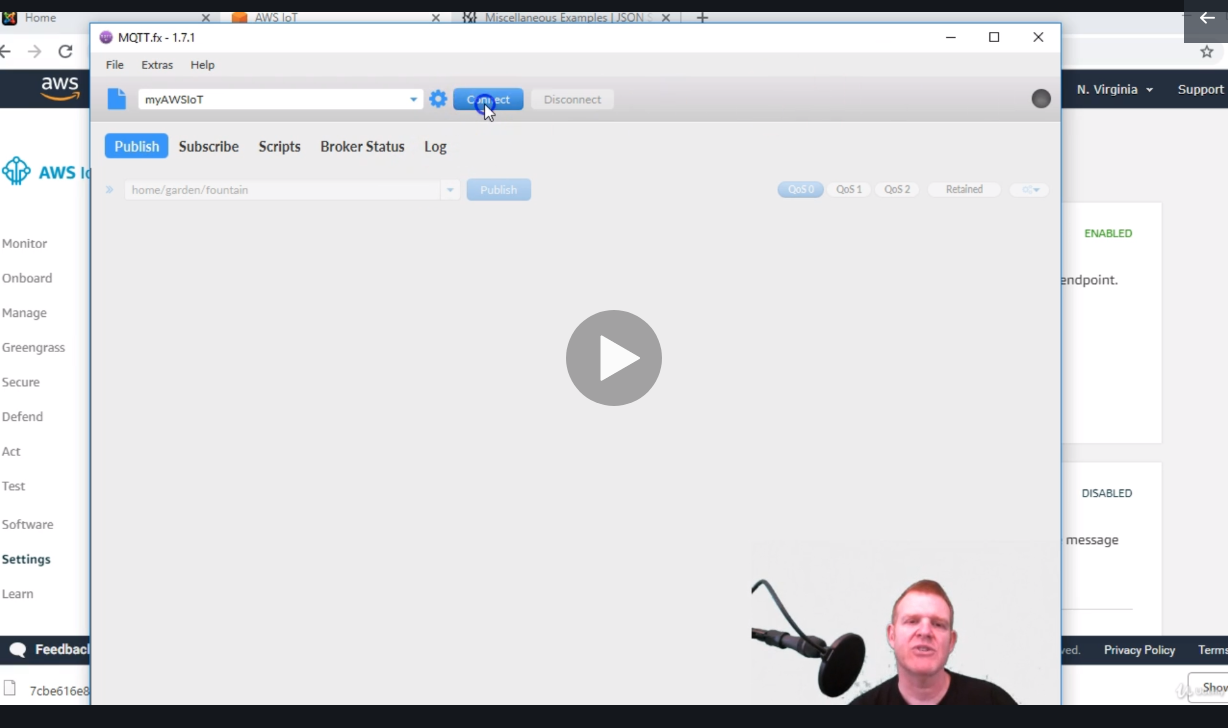 Home
AWS IoT
Miscellaneous Examples | JSON S
MQTT.fx - 1.7.1
File Extras Help
aws
N. Virginia
Support
myAWSIoT
Connect
Disconnect
Publish Subscribe Scripts Broker Status Log
AWS Io
home/garden/fountain
Publish
QoS 0 QoS 1 QoS 2 Retained
Monitor
ENABLED
Onboard
endpoint.
Manage
Greengrass
Secure
Defend
Act
Test
DISABLED
Software
message
Settings
Learn
Feedbac
ved. Privacy Policy Terms
7cbe616e8
Show